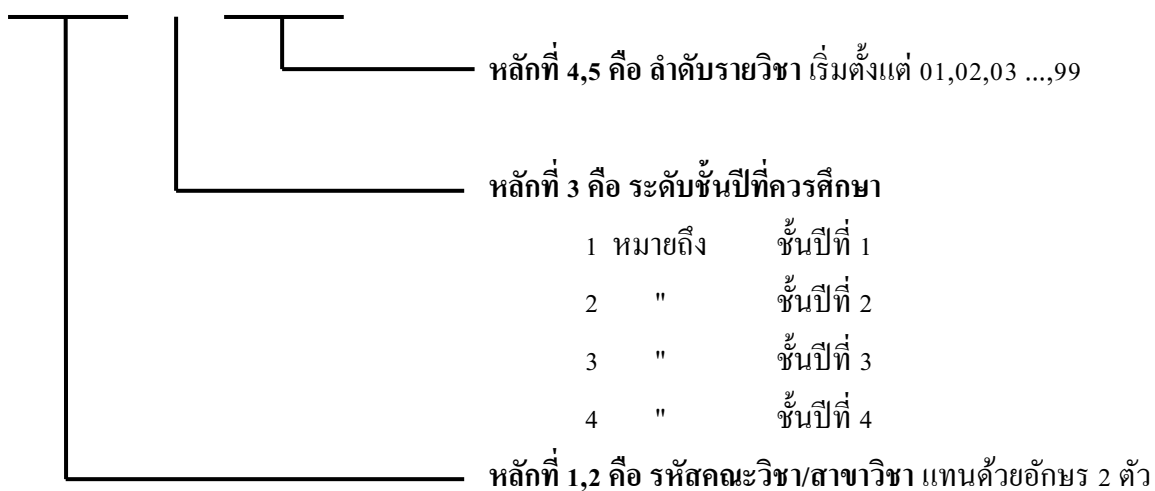 หลักที่ 4,5 คือ ลำดับรายวิชา เริ่มตั้งแต่ 01,02,03 ...,99
หลักที่ 3 คือ ระดับชั้นปีที่ควรศึกษา
1 หมายถึง ชั้นปีที่ 1
2 " ชั้นปีที่ 2
3 " ชั้นปีที่ 3
4 " ชั้นปีที่ 4
หลักที่ 1,2 คือ รหัสคณะวิชา/สาขาวิชา แทนด้วยอักษร 2 ตัว